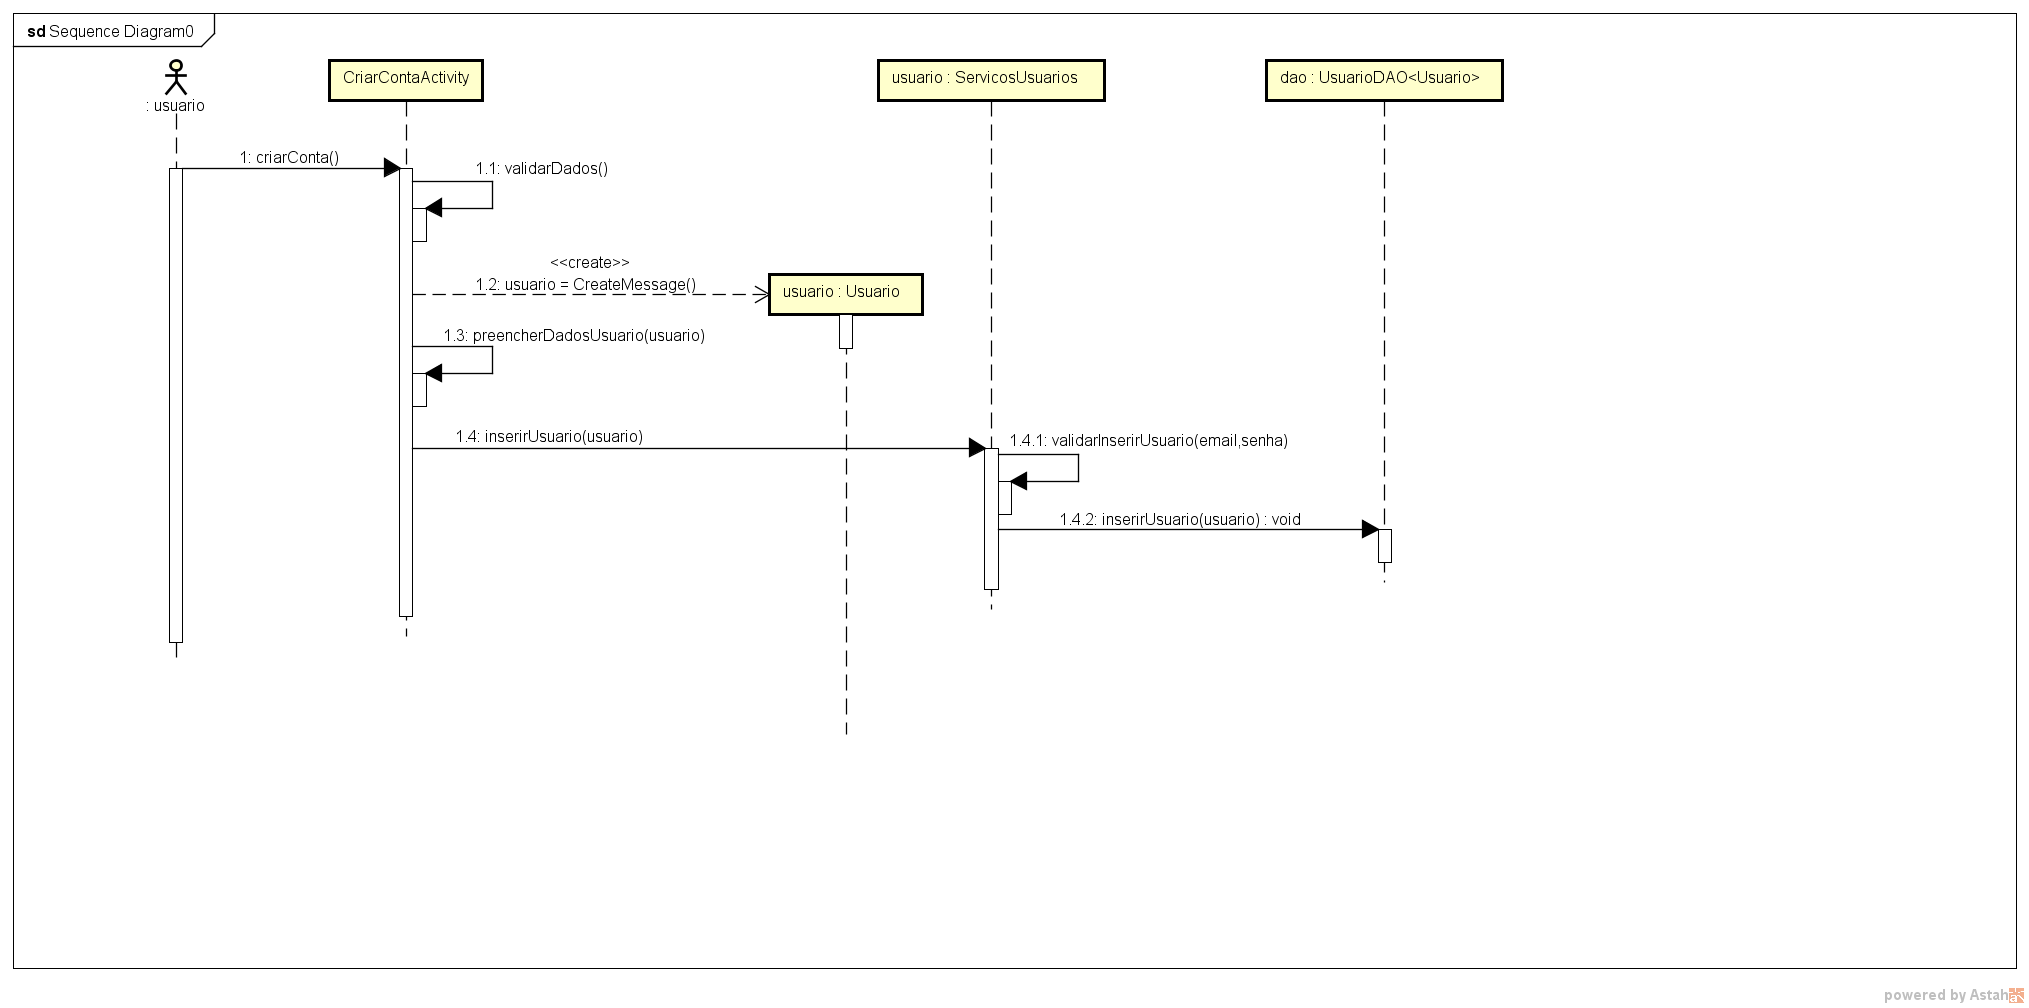 sd Sequence Diagram0
: usuario
CriarContaActivity
usuario : ServicosUsuarios
dao : UsuarioDAO<Usuario>
1: criarConta()
1.1: validarDados()
<<create>>
1.2: usuario = CreateMessage()
usuario : Usuario
1.3: preencherDadosUsuario(usuario)
1.4: inserirUsuario(usuario)
1.4.1: validarInserirUsuario(email,senha)
1.4.2: inserirUsuario(usuario) : void
powered by Astah